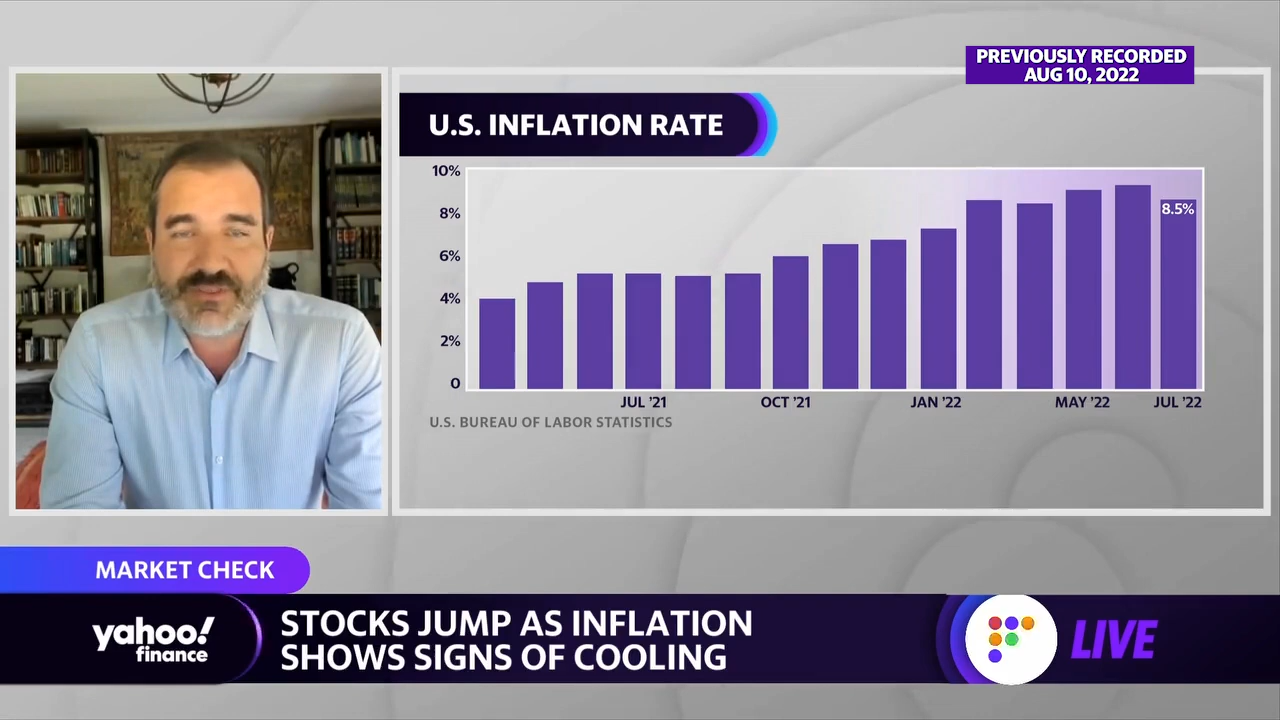 PREVIOUSLY RECORDED
AUG 10, 2022
U.S. INFLATION RATE
10%
8%
6%
4%
2%
0
8.5%
JUL '21
OCT '21
JAN '22
MAY '22
JUL '22
U.S. BUREAU OF LABOR STATISTICS
MARKET CHECK
yahoo!
finance
STOCKS JUMP AS INFLATION
SHOWS SIGNS OF COOLING
LIVE